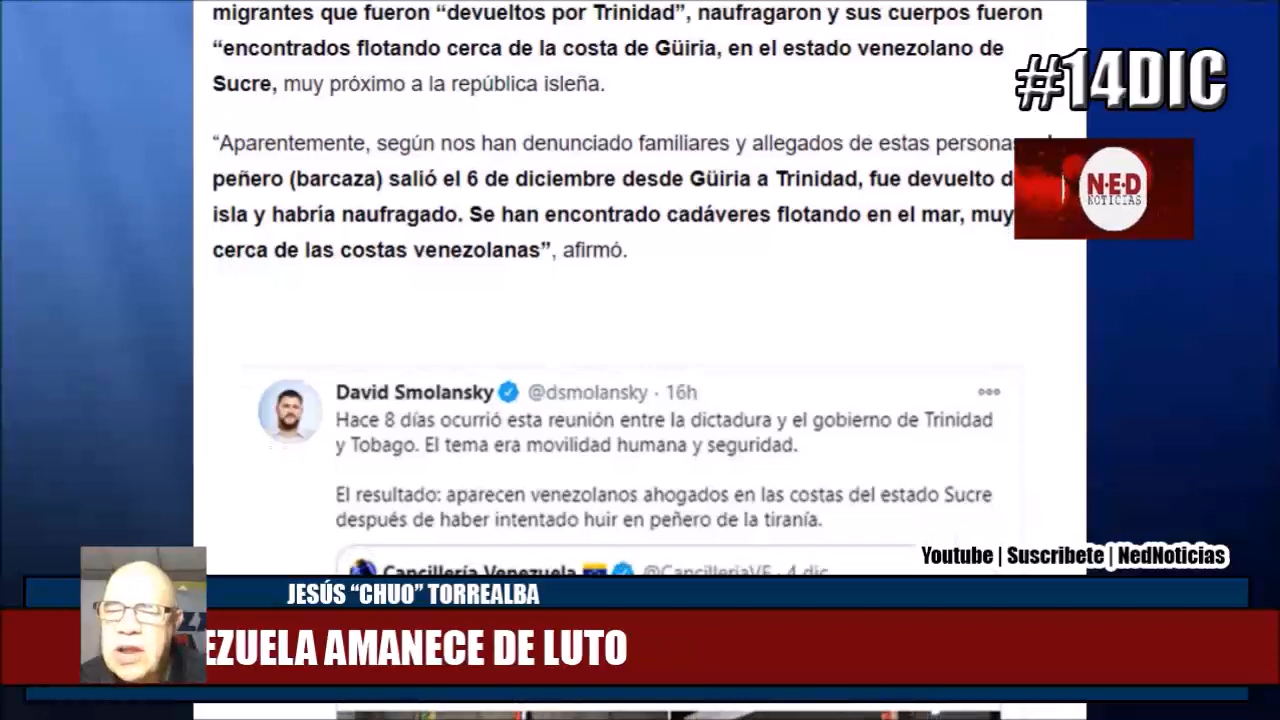 migrantes que fueron “devueltos por Trinidad”, naufragaron y sus cuerpos fueron
“encontrados flotando cerca de la costa de Güiria, en el estado venezolano de
Sucre, muy próximo a la república isleña.
#14DIC
“Aparentemente, según nos han denunciado familiares y allegados de estas personas
peñero (barcaza) salió el 6 de diciembre desde Güiria a Trinidad, fue devuelto
isla y habría naufragado. Se han encontrado cadáveres flotando en el mar, muy
cerca de las costas venezolanas”, afirmó.
N·E·D
NOTICIAS
David Smolansky @dsmolansky · 16h
Hace 8 días ocurrió esta reunión entre la dictadura y el gobierno de Trinidad
y Tobago. El tema era movilidad humana y seguridad.
El resultado: aparecen venezolanos ahogados en las costas del estado Sucre
después de haber intentado huir en peñero de la tiranía.
Cancillería Venezuela @CancilleriaVE · 4 dic.
Youtube | Suscribete | NedNoticias
JESÚS “CHUO” TORREALBA
EZUELA AMANECE DE LUTO